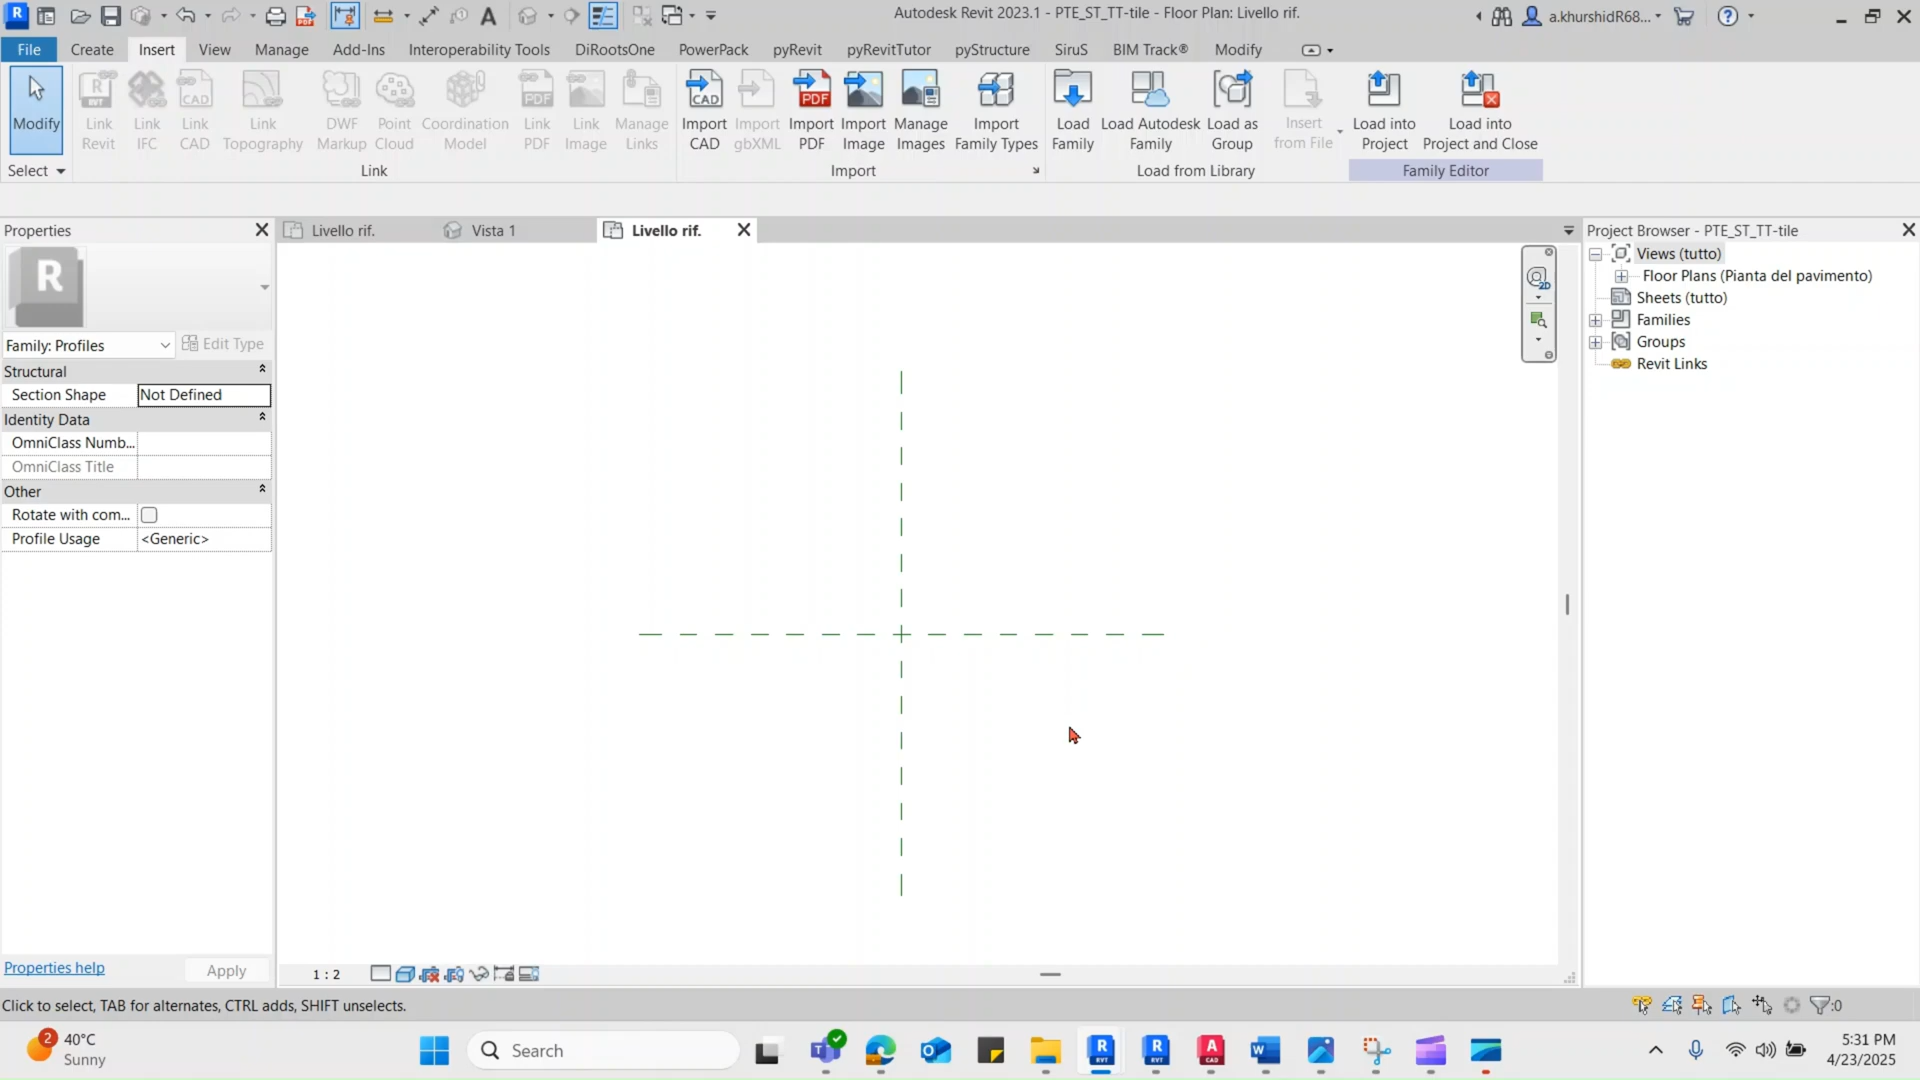 Autodesk Revit 2023.1 - PTE_ST_TT-tile - Floor Plan: Livello rif.
a.khurshidR68...
File Create Insert View Manage Add-Ins Interoperability Tools DiRootsOne PowerPack pyRevit pyRevitTutor pyStructure SiruS BIM Track® Modify
Modify
Link Revit
Link IFC
Link CAD
Link Topography
DWF Markup
Point Cloud
Coordination Model
Link PDF
Link Image
Manage Links
Import CAD
Import gbXML
Import PDF
Import Image
Manage Images
Import Family Types
Load Family
Load Autodesk Family
Load as Group
Insert from File
Load into Project
Load into Project and Close
Select Link Import Load from Library Family Editor
Properties
Livello rif. Vista 1 Livello rif.
Project Browser - PTE_ST_TT-tile
Views (tutto)
Floor Plans (Pianta del pavimento)
Sheets (tutto)
Families
Groups
Revit Links
Family: Profiles Edit Type
Structural
Section Shape Not Defined
Identity Data
OmniClass Numb...
OmniClass Title
Other
Rotate with com...
Profile Usage <Generic>
Properties help Apply
1 : 2
Click to select, TAB for alternates, CTRL adds, SHIFT unselects.
:0
2
40°C
Sunny
Search
5:31 PM
4/23/2025